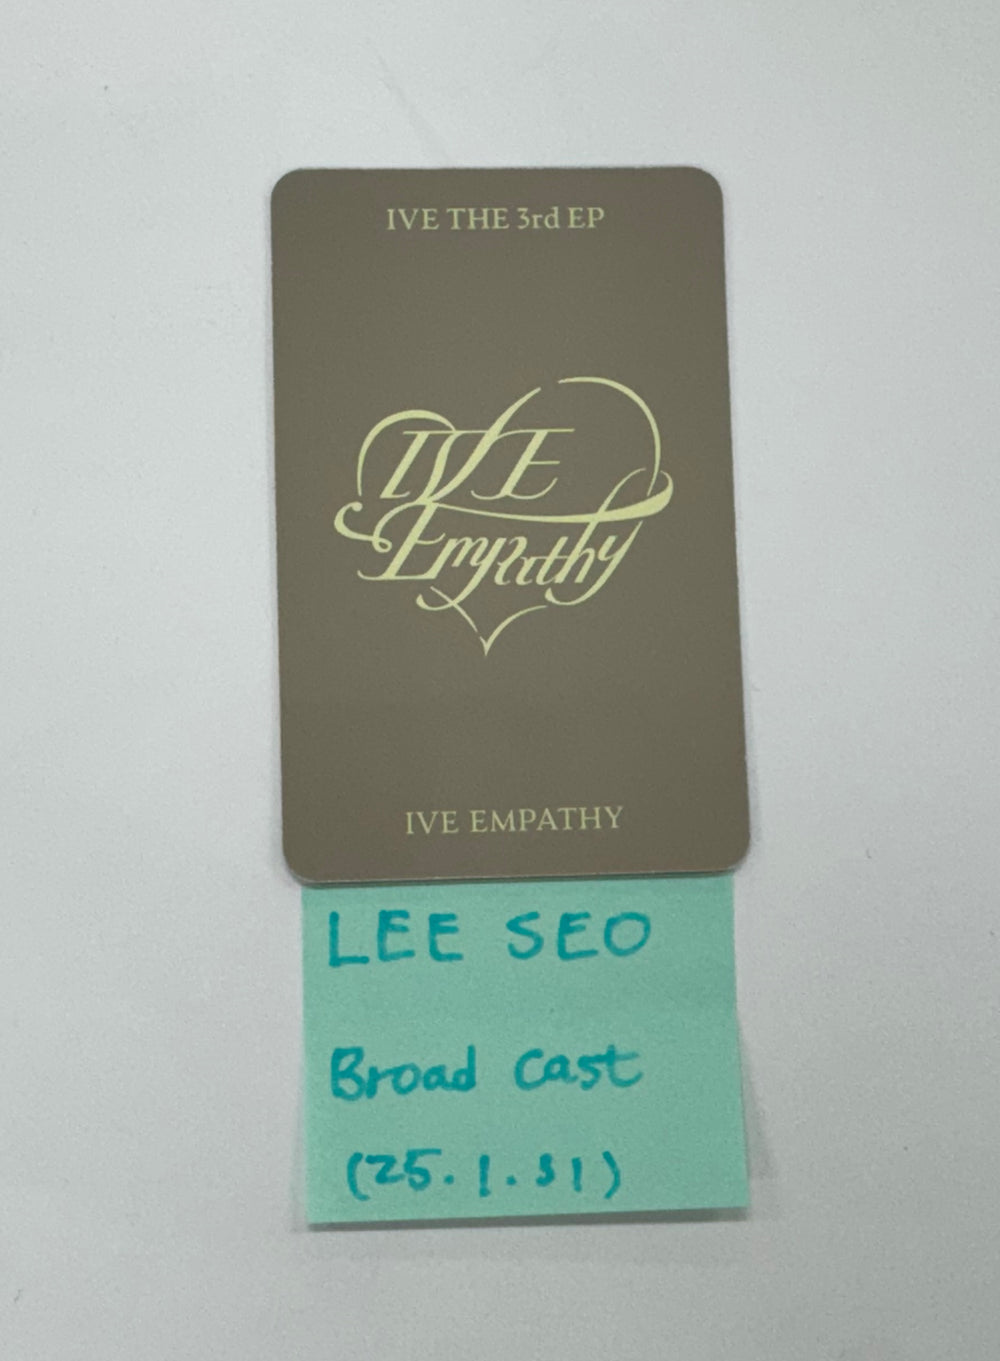 IVE THE 3rd EP
IVE
Empathy
IVE EMPATHY
LEE SEO
Broad Cast
(25.1.31)